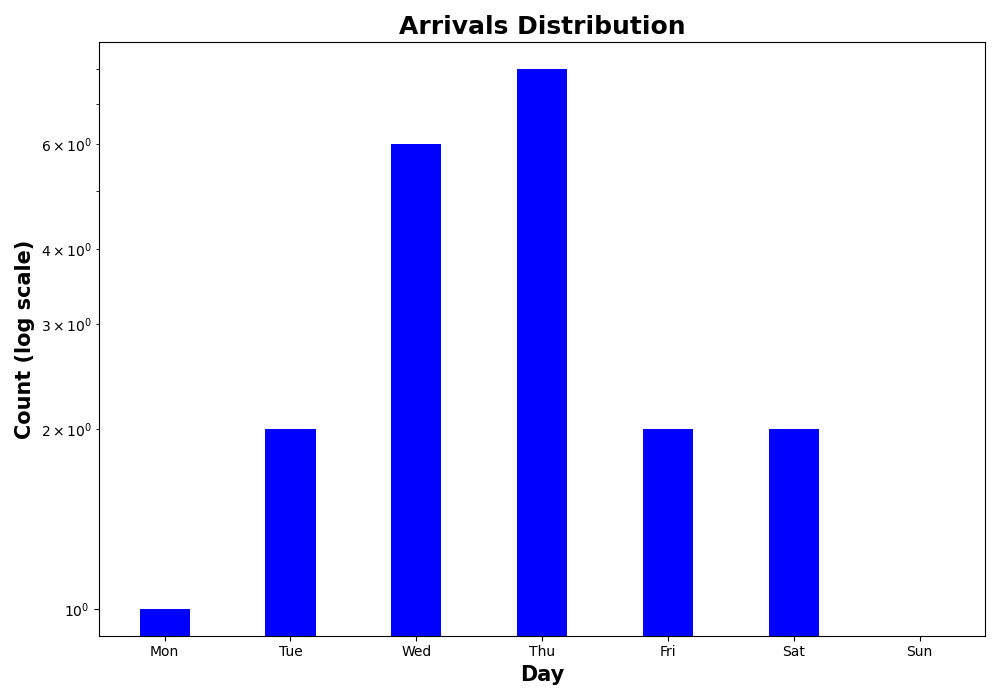 Arrivals Distribution
Count (log scale)
6 × 10⁰
4 × 10⁰
3 × 10⁰
2 × 10⁰
10⁰
Mon Tue Wed Thu Fri Sat Sun
Day